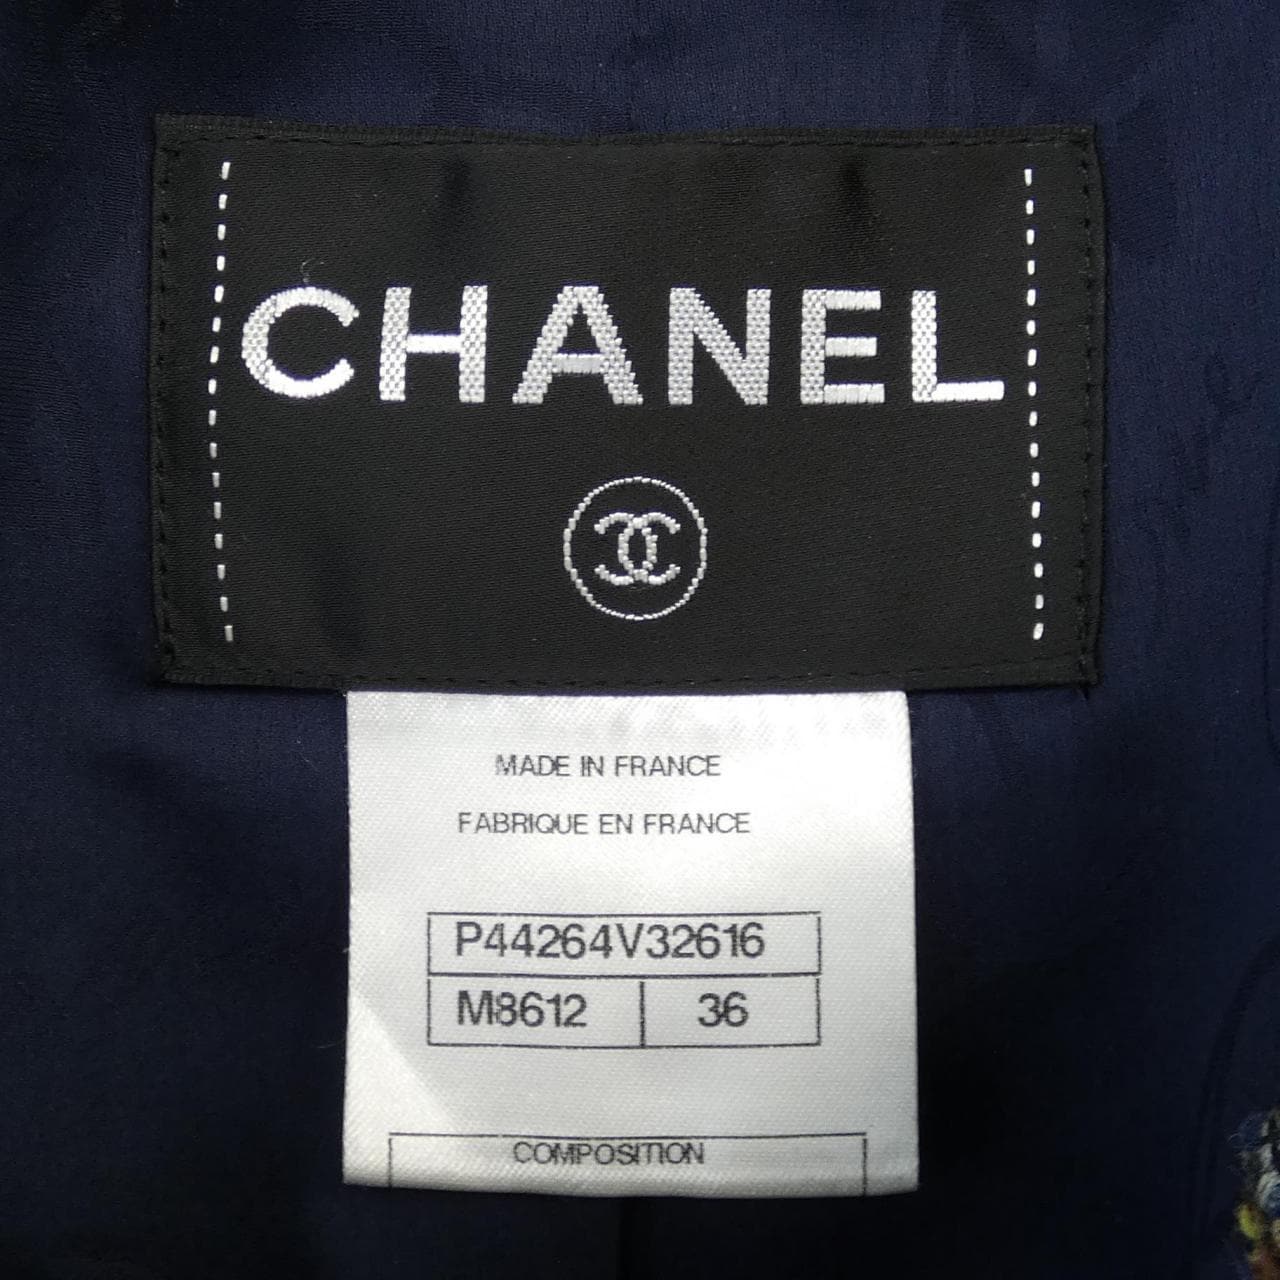 CHANEL
MADE IN FRANCE
FABRIQUE EN FRANCE
P44264V32616
M8612 36
COMPOSITION